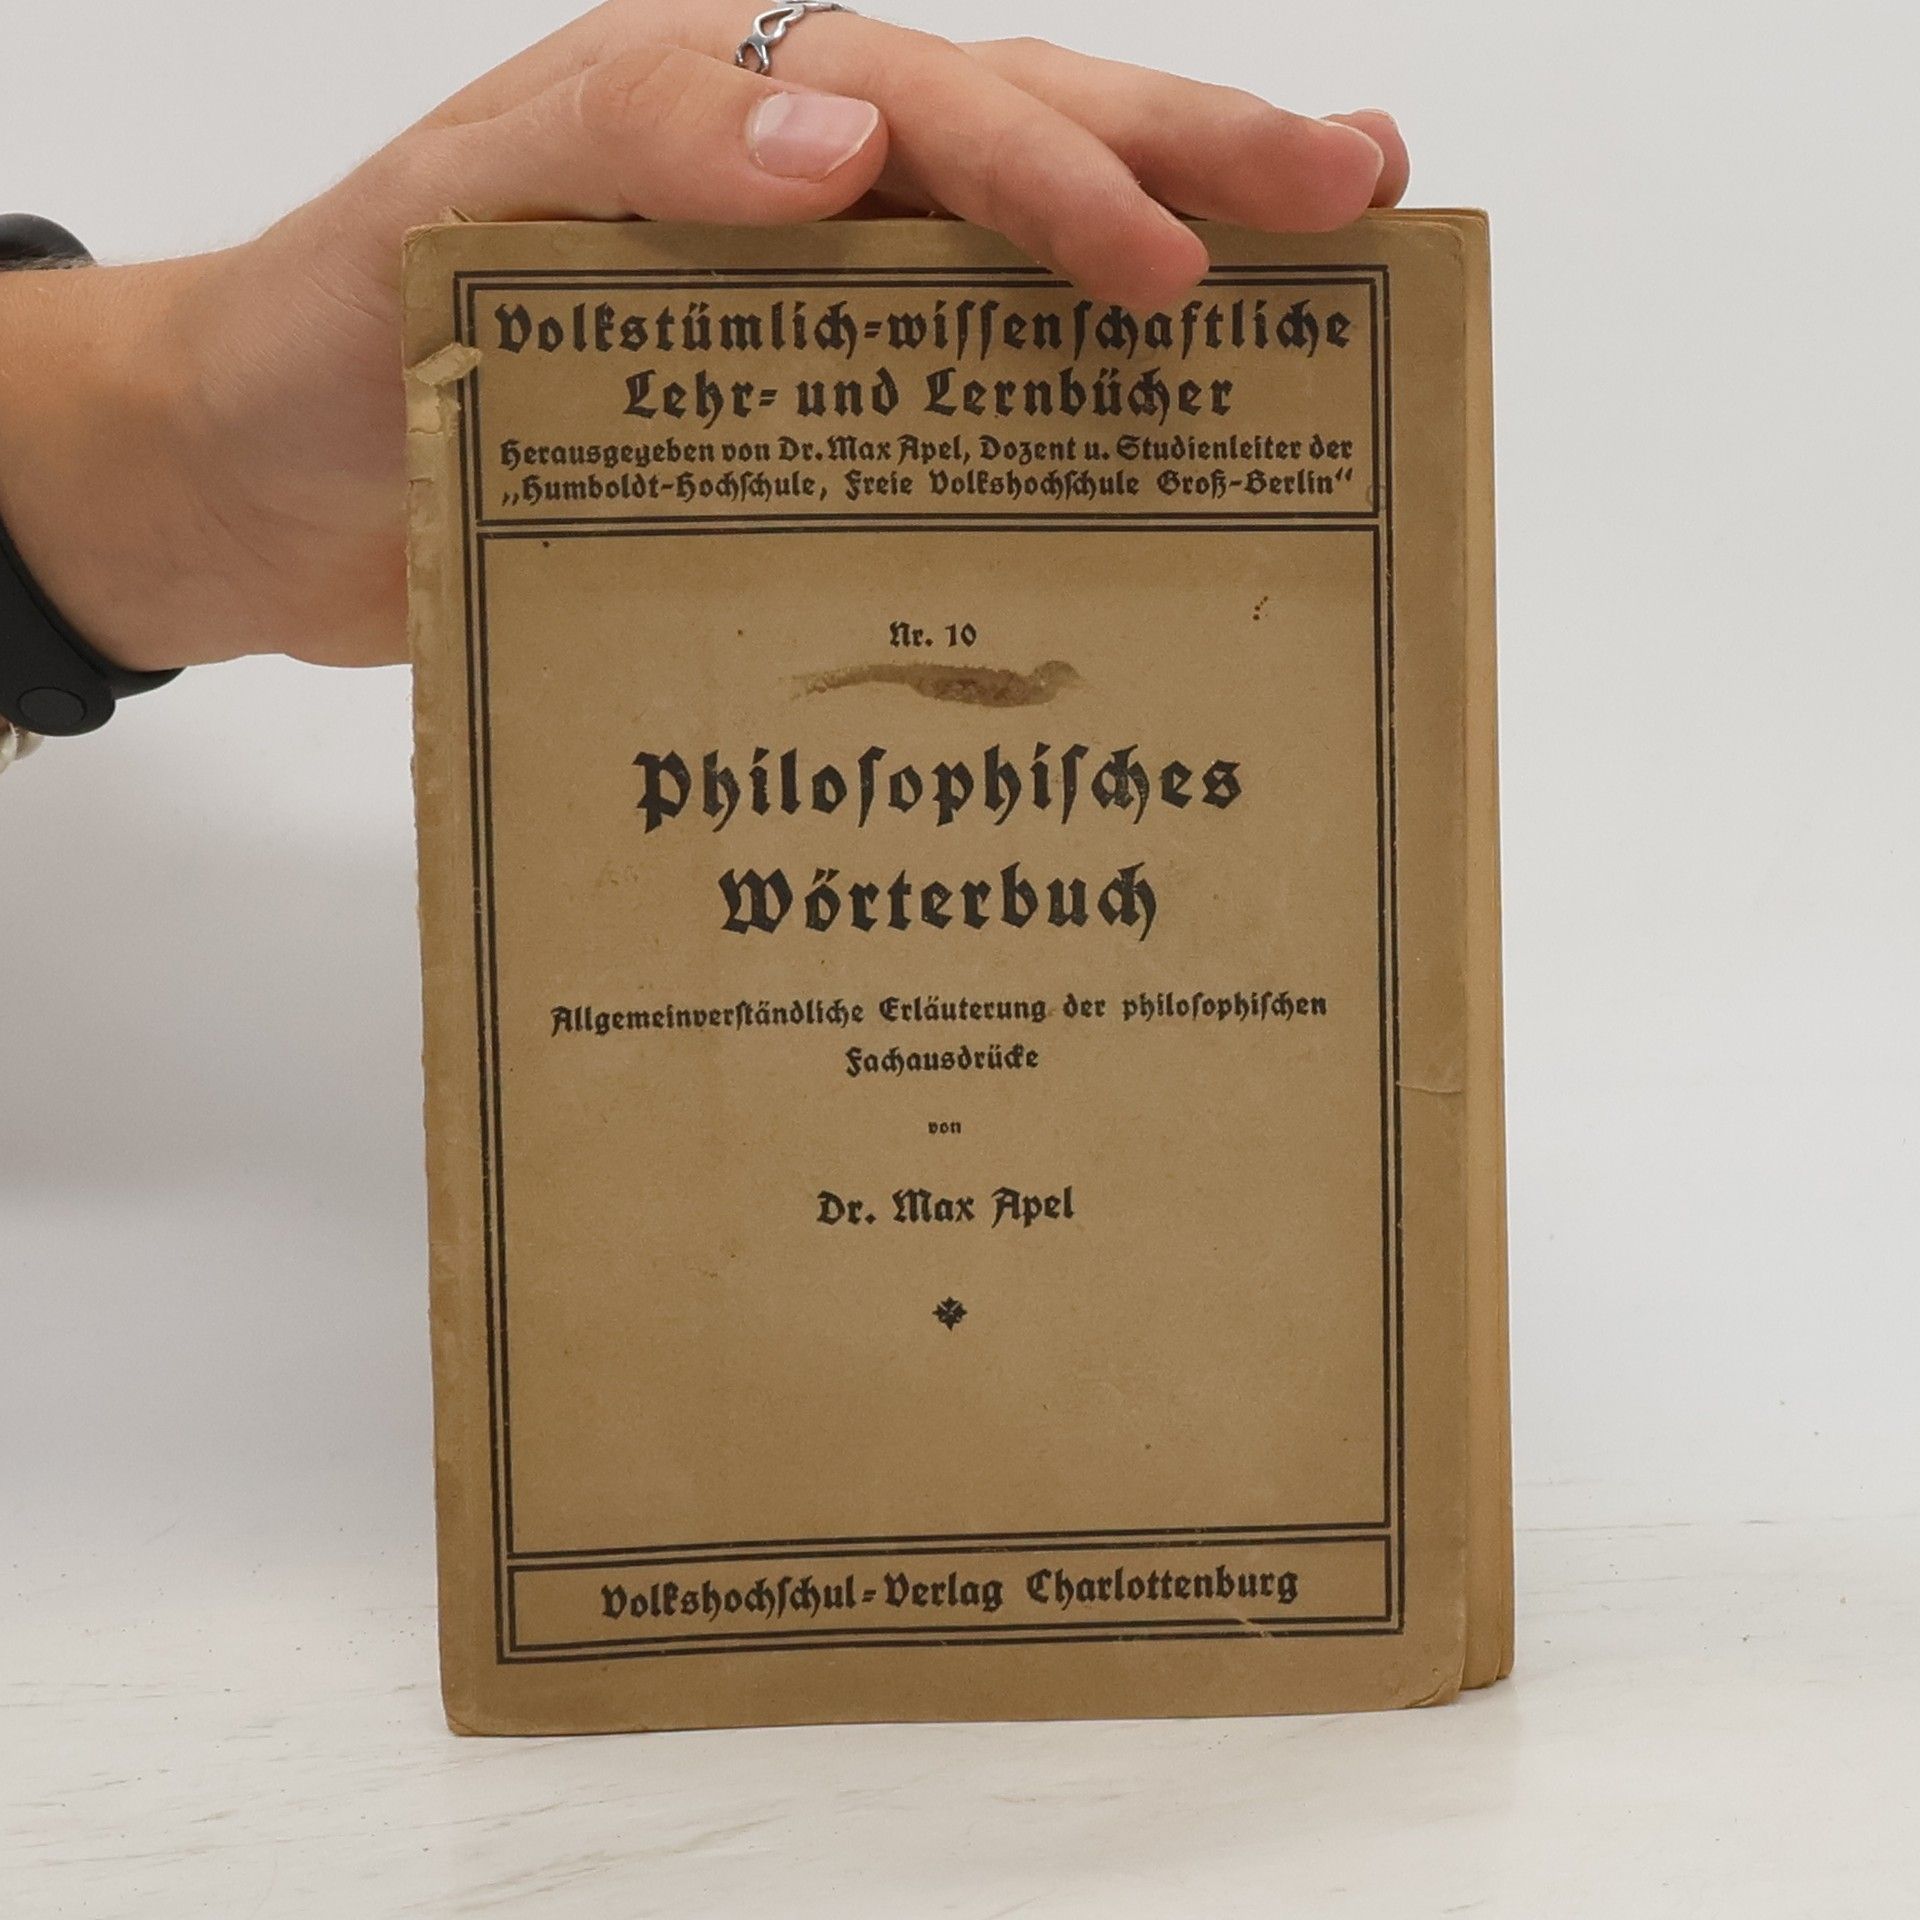 Volkstümlich=wiſſenſchaftliche
Lehr= und Lernbücher
Herausgegeben von Dr. Max Apel, Dozent u. Studienleiter der
„Humboldt-Hochſchule, Freie Volkshochſchule Groß-Berlin“
Nr. 10
Philoſophiſches
Wörterbuch
Allgemeinverſtändliche Erläuterung der philoſophiſchen
Fachausdrücke
von
Dr. Max Apel
Volkshochſchul=Verlag Charlottenburg